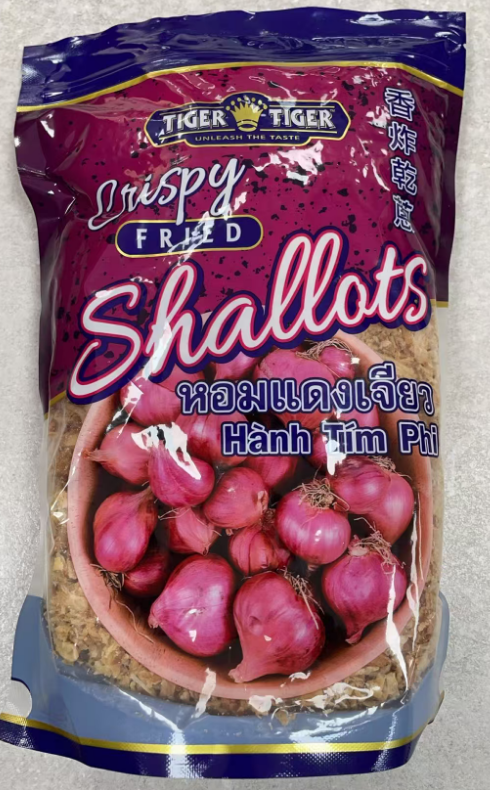 TIGER TIGER
UNLEASH THE TASTE
香炸乾蔥
Crispy
FRIED
Shallots
หอมแดงเจียว
Hành Tím Phi